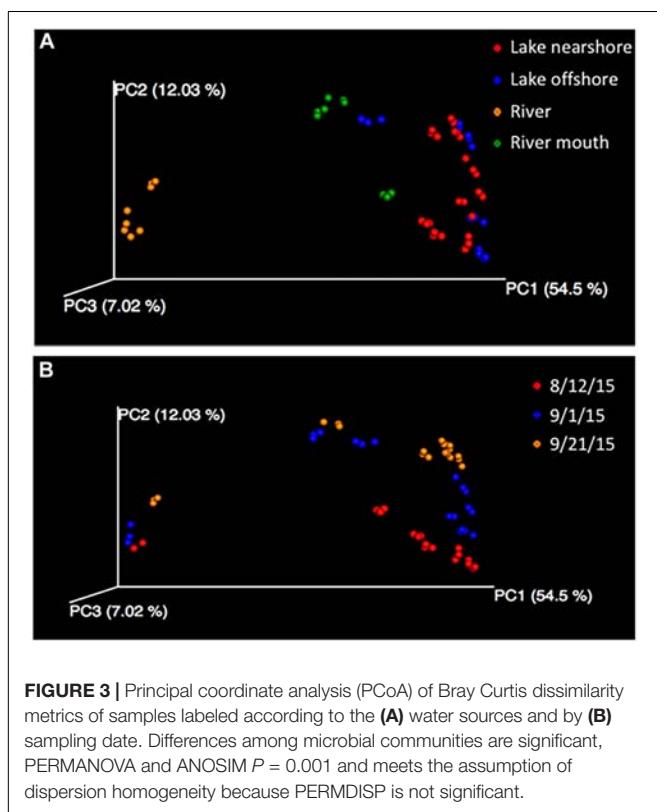 A
PC2 (12.03 %)
Lake nearshore
Lake offshore
River
River mouth
PC1 (54.5 %)
PC3 (7.02 %)
B
PC2 (12.03 %)
8/12/15
9/1/15
9/21/15
PC1 (54.5 %)
PC3 (7.02 %)
FIGURE 3 | Principal coordinate analysis (PCoA) of Bray Curtis dissimilarity
metrics of samples labeled according to the (A) water sources and by (B)
sampling date. Differences among microbial communities are significant,
PERMANOVA and ANOSIM P = 0.001 and meets the assumption of
dispersion homogeneity because PERMDISP is not significant.